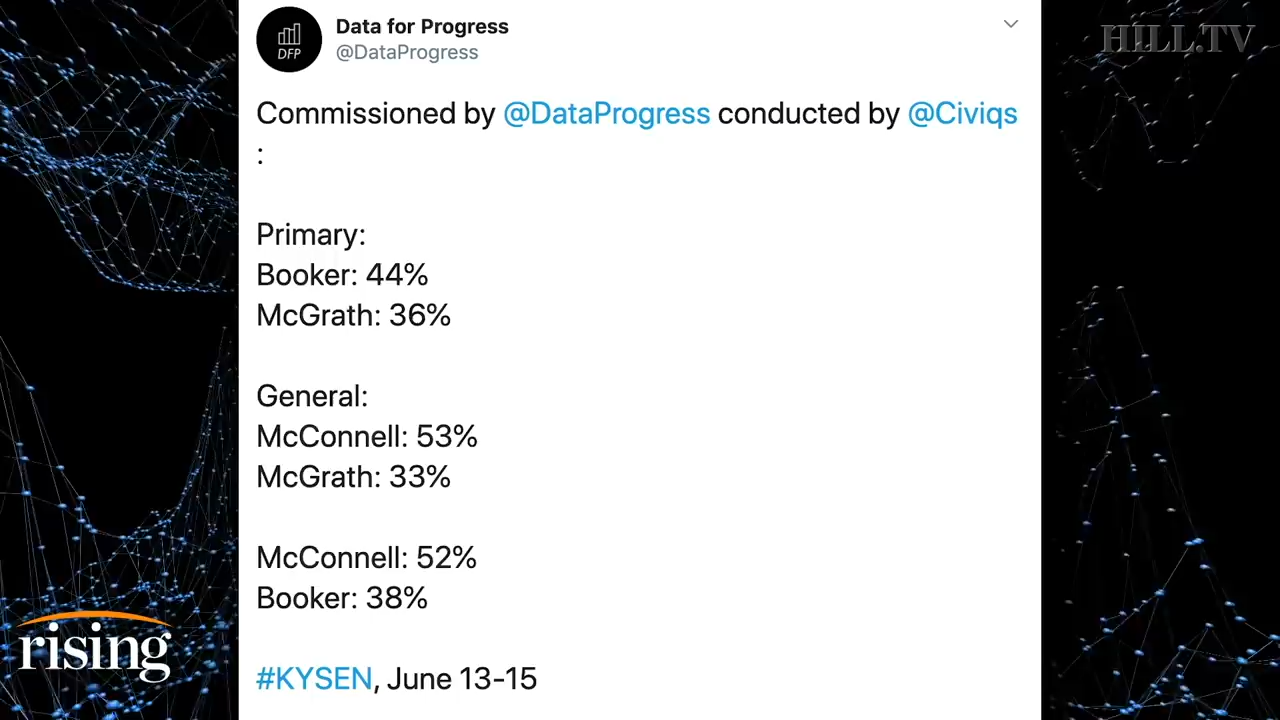 Data for Progress
@DataProgress
HILL.TV
DFP
Commissioned by @DataProgress conducted by @Civiqs
:
Primary:
Booker: 44%
McGrath: 36%
General:
McConnell: 53%
McGrath: 33%
McConnell: 52%
Booker: 38%
#KYSEN, June 13-15
rising